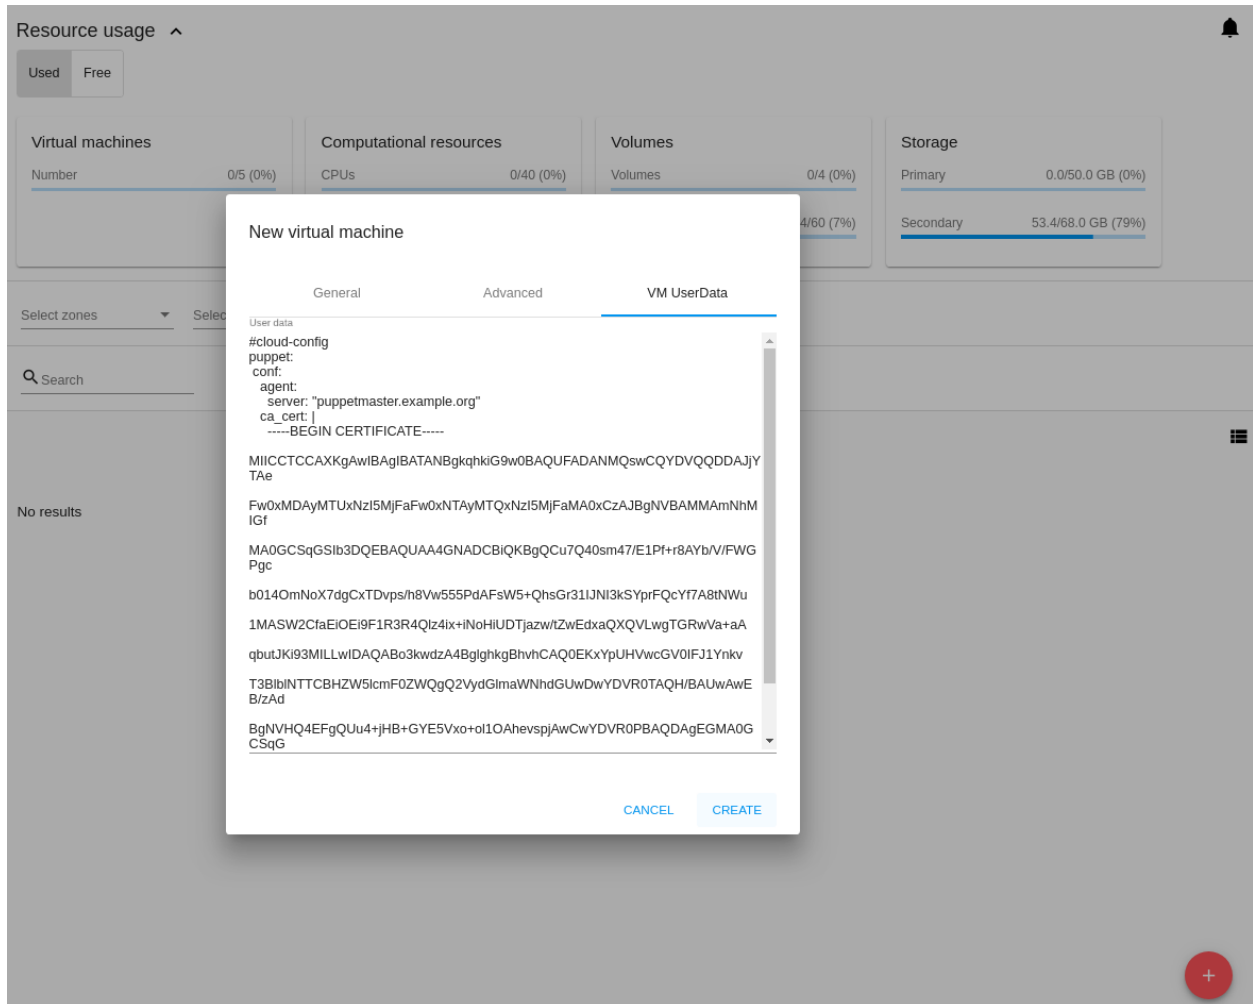 Resource usage
Used Free
Virtual machines
Number 0/5 (0%)
Computational resources
CPUs 0/40 (0%)
Volumes
Volumes 0/4 (0%)
4/60 (7%)
Storage
Primary 0.0/50.0 GB (0%)
Secondary 53.4/68.0 GB (79%)
Select zones
Selec
Search
No results
New virtual machine
General Advanced VM UserData
User data
#cloud-config
puppet:
conf:
agent:
server: "puppetmaster.example.org"
ca_cert: |
-----BEGIN CERTIFICATE-----
MIICCTCCAXKgAwIBAgIBATANBgkqhkiG9w0BAQUFADANMQswCQYDVQQDDAJjY
TAe
Fw0xMDAyMTUxNzI5MjFaFw0xNTAyMTQxNzI5MjFaMA0xCzAJBgNVBAMMAmNhM
IGf
MA0GCSqGSIb3DQEBAQUAA4GNADCBiQKBgQCu7Q40sm47/E1Pf+r8AYb/V/FWG
Pgc
b014OmNoX7dgCxTDvps/h8Vw555PdAFsW5+QhsGr31IJNI3kSYprFQcYf7A8tNWu
1MASW2CfaEiOEi9F1R3R4Qlz4ix+iNoHiUDTjazw/tZwEdxaQXQVLwgTGRwVa+aA
qbutJKi93MILLwIDAQABo3kwdzA4BglghkgBhvhCAQ0EKxYpUHVwcGV0IFJ1Ynkv
T3BlblNTTCBHZW5lcmF0ZWQgQ2VydGlmaWNhdGUwDwYDVR0TAQH/BAUwAwE
B/zAd
BgNVHQ4EFgQUu4+jHB+GYE5Vxo+ol1OAhevspjAwCwYDVR0PBAQDAgEGMA0G
CSqG
CANCEL CREATE